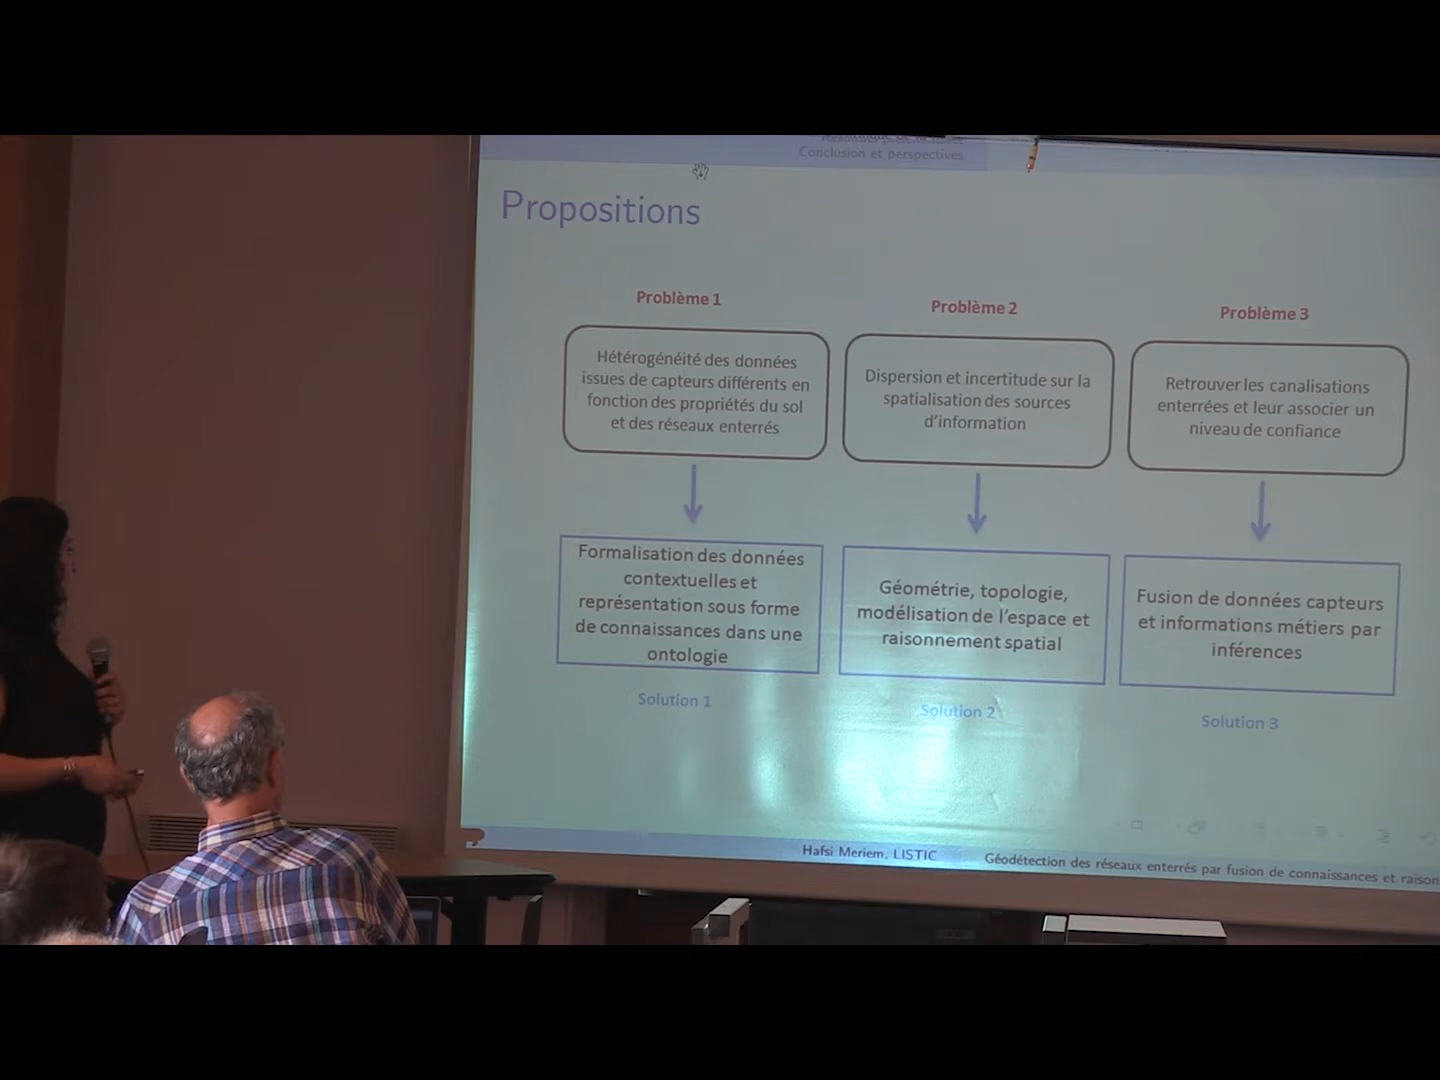 Conclusion et perspectives
Propositions
Problème 1
Hétérogénéité des données
issues de capteurs différents en
fonction des propriétés du sol
et des réseaux enterrés
Formalisation des données
contextuelles et
représentation sous forme
de connaissances dans une
ontologie
Solution 1
Problème 2
Dispersion et incertitude sur la
spatialisation des sources
d'information
Géométrie, topologie,
modélisation de l'espace et
raisonnement spatial
Solution 2
Problème 3
Retrouver les canalisations
enterrées et leur associer un
niveau de confiance
Fusion de données capteurs
et informations métiers par
inférences
Solution 3
Hafsi Meriem, LISTIC
Géodétection des réseaux enterrés par fusion de connaissances et raison